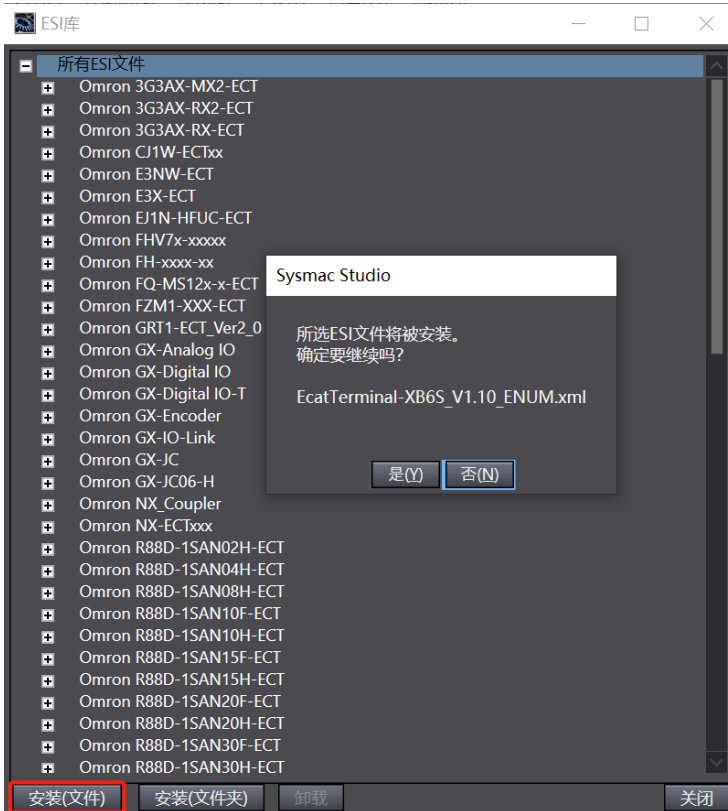 ESI库
所有ESI文件
Omron 3G3AX-MX2-ECT
Omron 3G3AX-RX2-ECT
Omron 3G3AX-RX-ECT
Omron CJ1W-ECTxx
Omron E3NW-ECT
Omron E3X-ECT
Omron EJ1N-HFUC-ECT
Omron FHV7x-xxxxx
Omron FH-xxxx-xx
Omron FQ-MS12x-x-ECT
Omron FZM1-XXX-ECT
Omron GRT1-ECT_Ver2_0
Omron GX-Analog IO
Omron GX-Digital IO
Omron GX-Digital IO-T
Omron GX-Encoder
Omron GX-IO-Link
Omron GX-JC
Omron GX-JC06-H
Omron NX_Coupler
Omron NX-ECTxxx
Omron R88D-1SAN02H-ECT
Omron R88D-1SAN04H-ECT
Omron R88D-1SAN08H-ECT
Omron R88D-1SAN10F-ECT
Omron R88D-1SAN10H-ECT
Omron R88D-1SAN15F-ECT
Omron R88D-1SAN15H-ECT
Omron R88D-1SAN20F-ECT
Omron R88D-1SAN20H-ECT
Omron R88D-1SAN30F-ECT
Omron R88D-1SAN30H-ECT
Sysmac Studio
所选ESI文件将被安装。
确定要继续吗?
EcatTerminal-XB6S_V1.10_ENUM.xml
是(Y) 否(N)
安装(文件) 安装(文件夹) 卸载 关闭